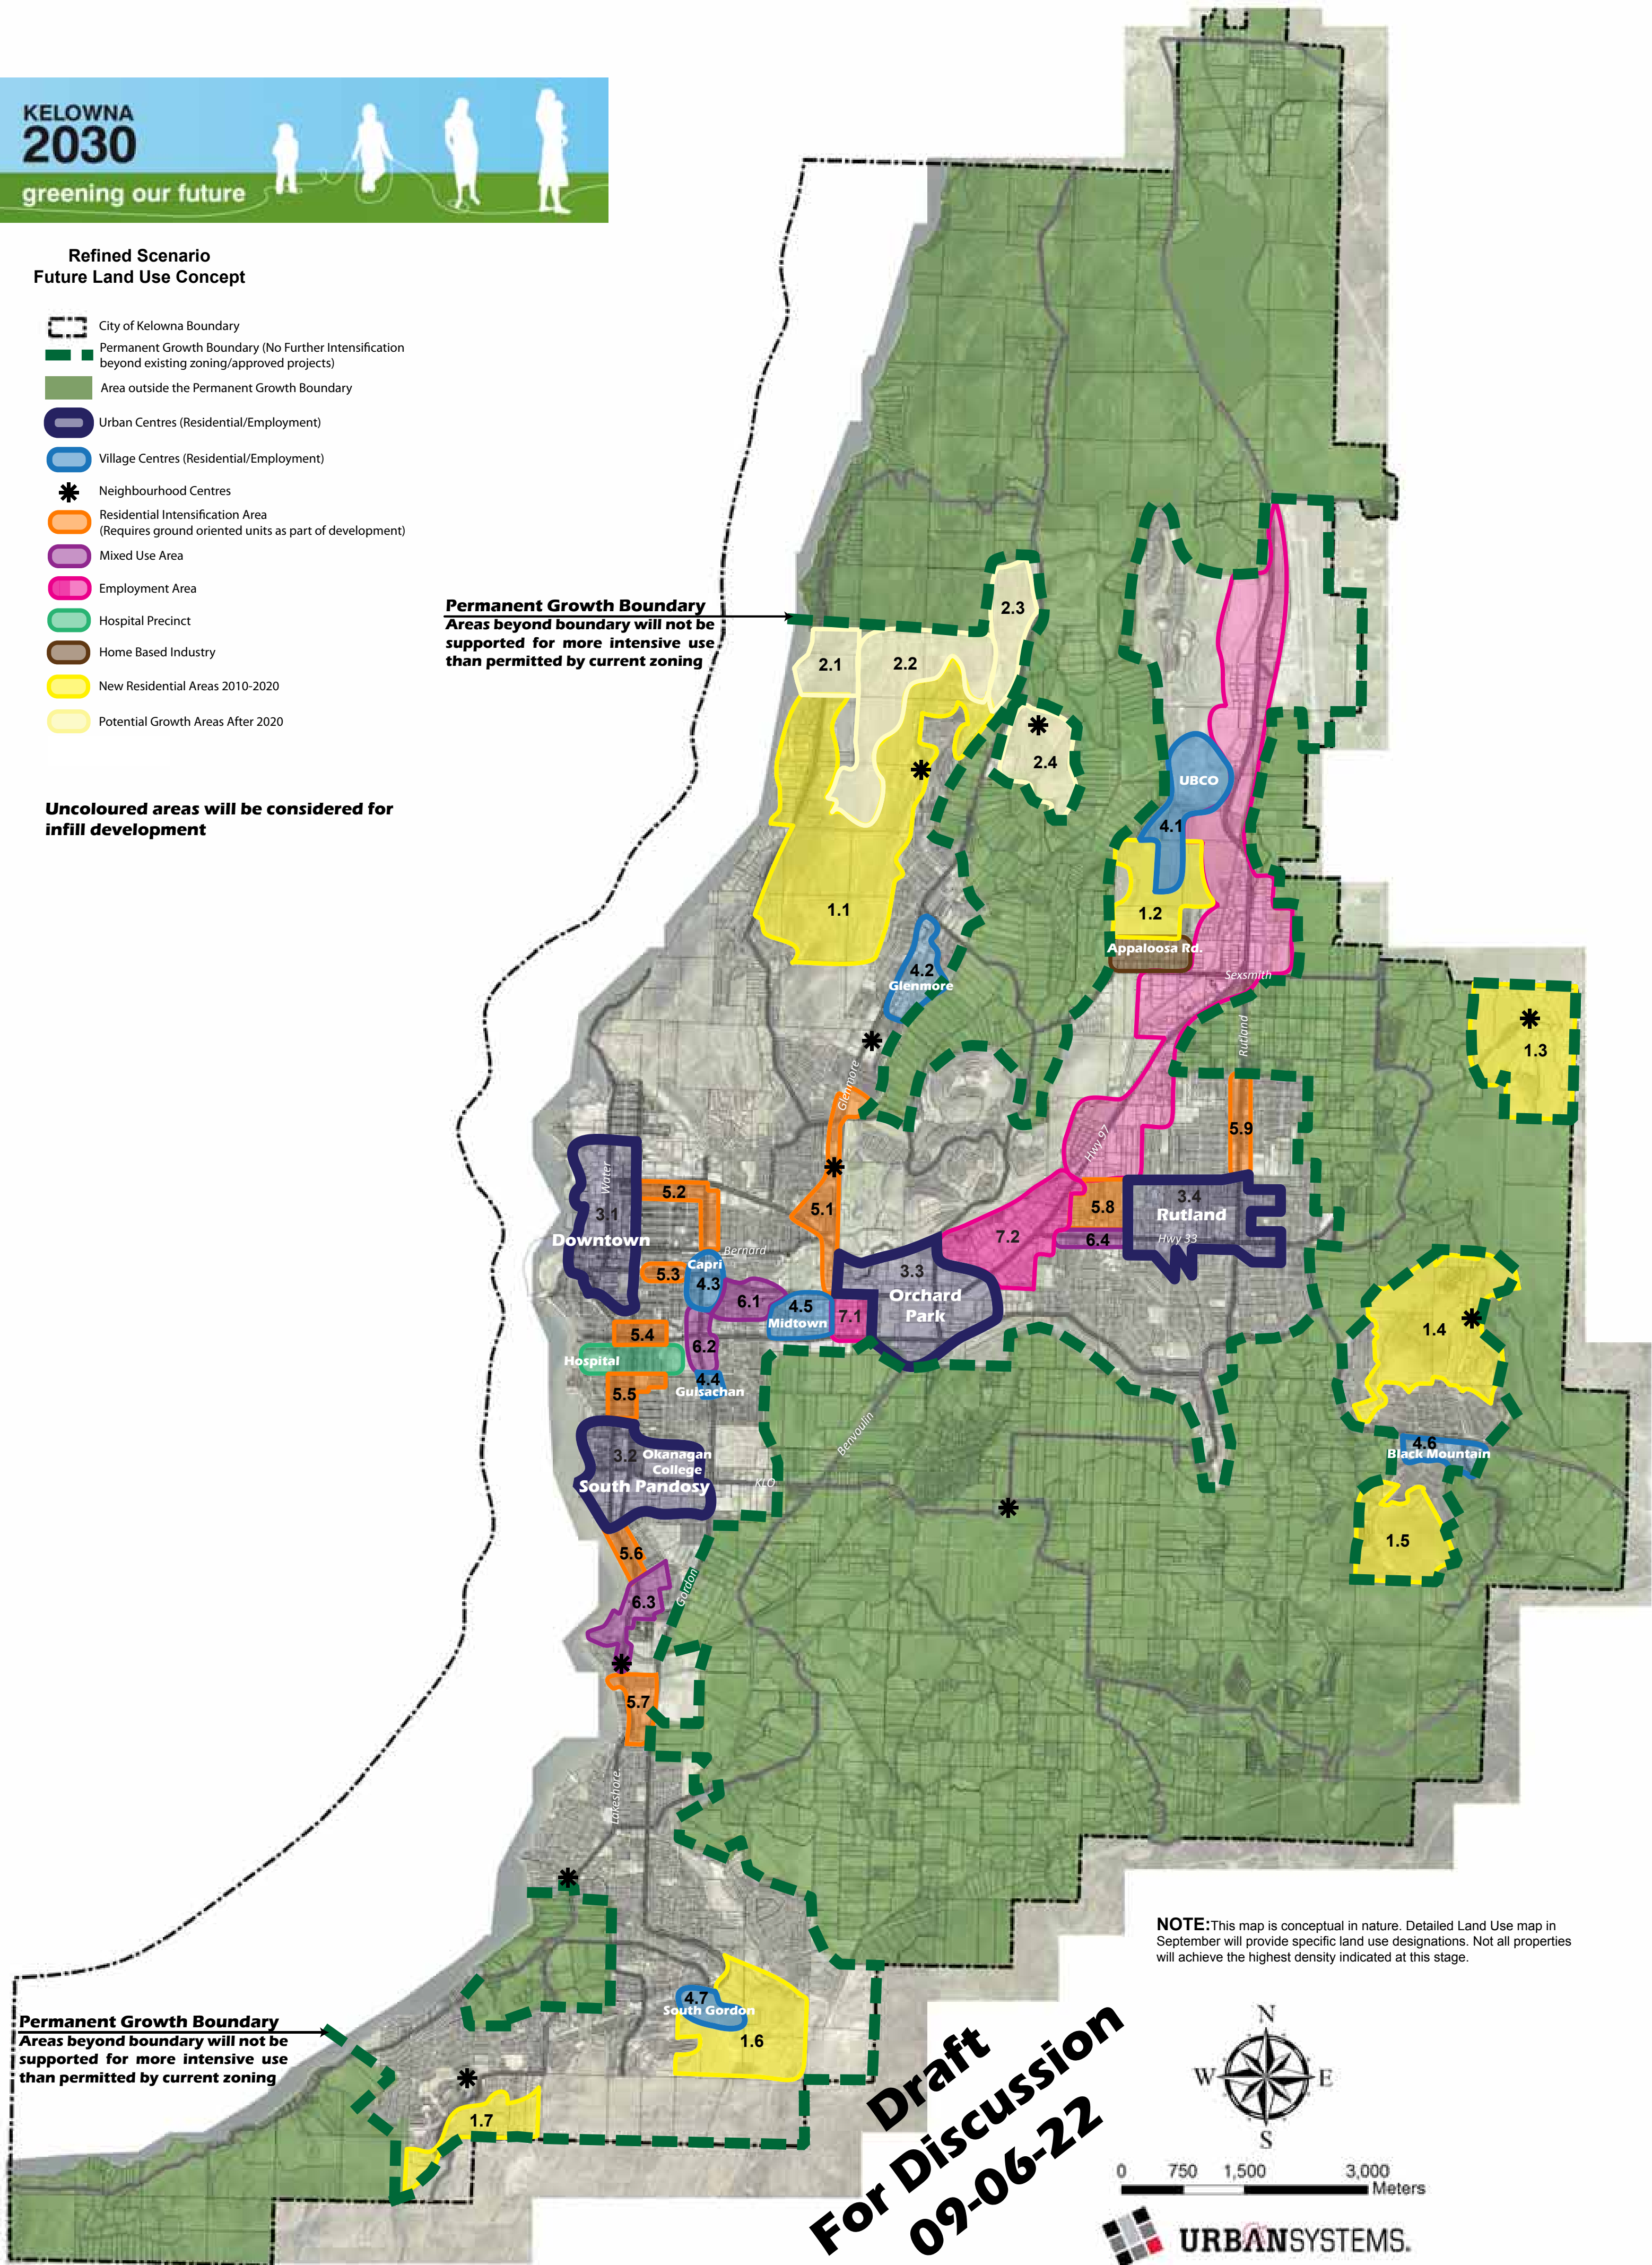 KELOWNA
2030
greening our future
Refined Scenario
Future Land Use Concept
City of Kelowna Boundary
Permanent Growth Boundary (No Further Intensification
beyond existing zoning/approved projects)
Area outside the Permanent Growth Boundary
Urban Centres (Residential/Employment)
Village Centres (Residential/Employment)
Neighbourhood Centres
Residential Intensification Area
(Requires ground oriented units as part of development)
Mixed Use Area
Employment Area
Hospital Precinct
Home Based Industry
New Residential Areas 2010-2020
Potential Growth Areas After 2020
Uncoloured areas will be considered for
infill development
Permanent Growth Boundary
Areas beyond boundary will not be
supported for more intensive use
than permitted by current zoning
2.3
2.1
2.2
2.4
UBCO
4.1
1.1
1.2
Appaloosa Rd.
4.2
Glenmore
Sexsmith
Rutland
1.3
Glenmore
Hwy 97
5.9
Water
5.2
3.1
Downtown
5.1
5.8
3.4
Rutland
7.2
6.4
Hwy 33
Bernard
Capri
5.3
4.3
3.3
Orchard
Park
6.1
4.5
Midtown
7.1
5.4
6.2
Hospital
4.4
Guisachan
5.5
1.4
Benvoulin
3.2
Okanagan
College
South Pandosy
KLO
4.6
Black Mountain
1.5
5.6
Gordon
6.3
5.7
Lakeshore
4.7
South Gordon
1.6
1.7
Permanent Growth Boundary
Areas beyond boundary will not be
supported for more intensive use
than permitted by current zoning
NOTE:This map is conceptual in nature. Detailed Land Use map in
September will provide specific land use designations. Not all properties
will achieve the highest density indicated at this stage.
Draft
For Discussion
09-06-22
N
W
E
S
0 750 1,500 3,000
Meters
URBANSYSTEMS.